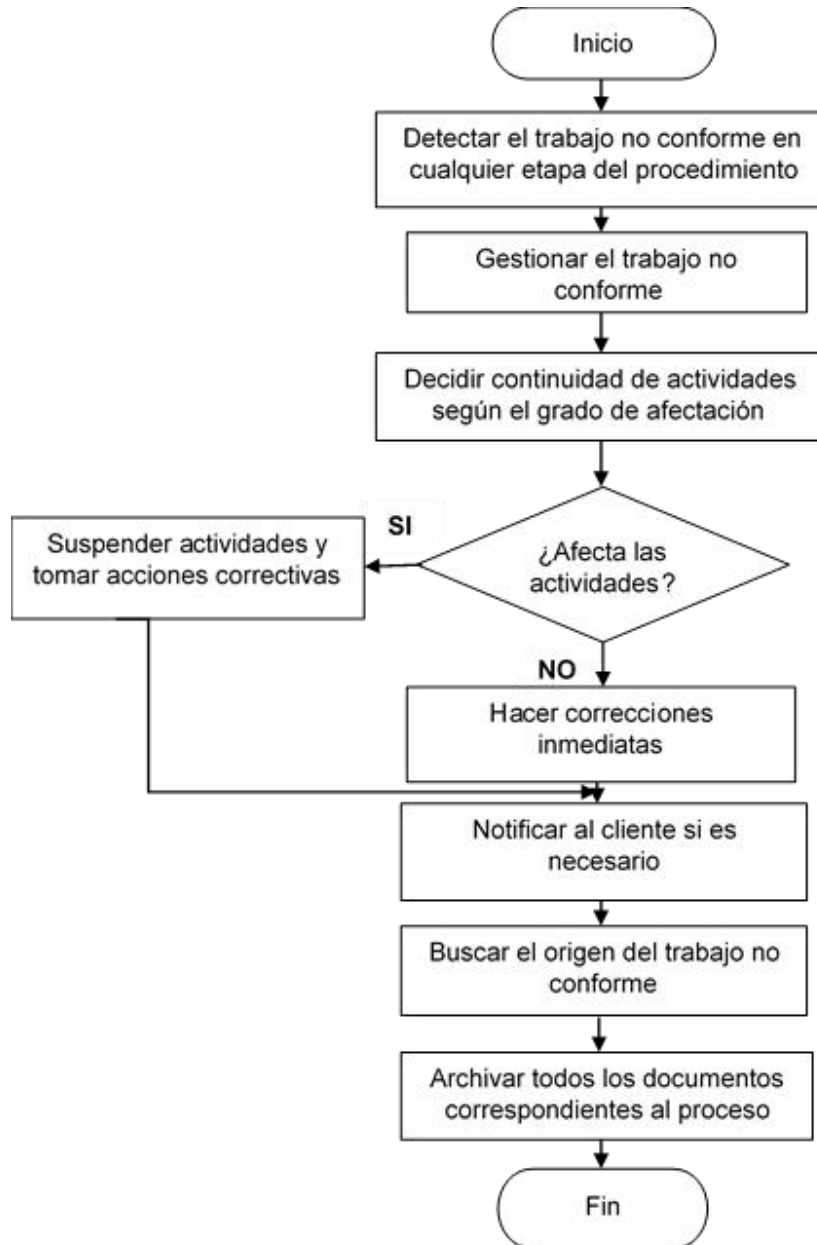 Inicio
Detectar el trabajo no conforme en
cualquier etapa del procedimiento
Gestionar el trabajo no
conforme
Decidir continuidad de actividades
según el grado de afectación
SI
Suspender actividades y
tomar acciones correctivas
¿Afecta las
actividades?
NO
Hacer correcciones
inmediatas
Notificar al cliente si es
necesario
Buscar el origen del trabajo no
conforme
Archivar todos los documentos
correspondientes al proceso
Fin